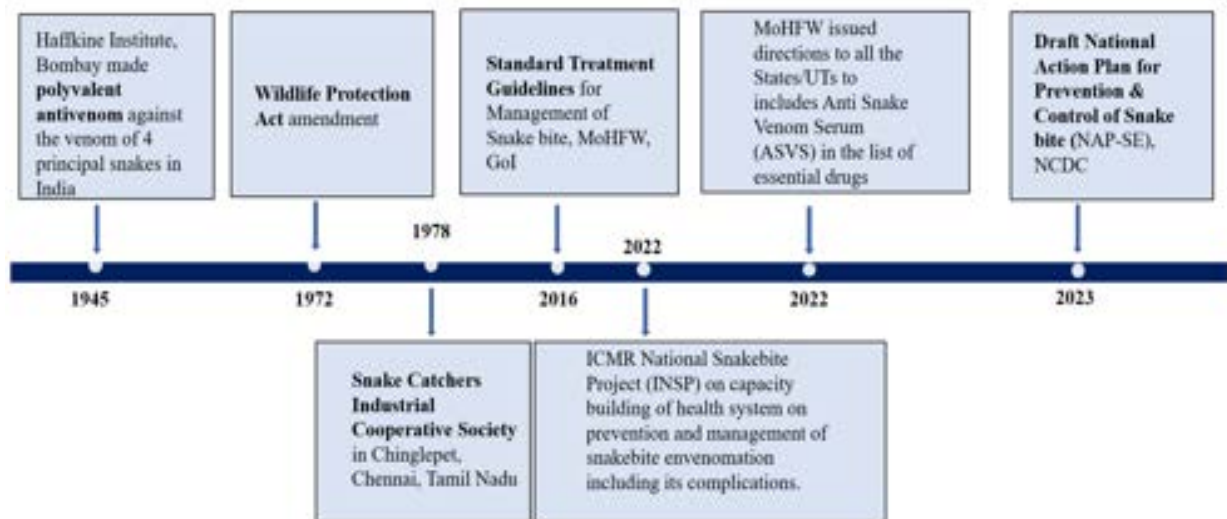 Haffkine Institute,
Bombay made
polyvalent
antivenom against
the venom of 4
principal snakes in
India
Wildlife Protection
Act amendment
Standard Treatment
Guidelines for
Management of
Snake bite, MoHFW,
GoI
MoHFW issued
directions to all the
States/UTs to
includes Anti Snake
Venom Serum
(ASVS) in the list of
essential drugs
Draft National
Action Plan for
Prevention &
Control of Snake
bite (NAP-SE),
NCDC
1978
2022
1945
1972
2016
2022
2023
Snake Catchers
Industrial
Cooperative Society
in Chinglepet,
Chennai, Tamil Nadu
ICMR National Snakebite
Project (INSP) on capacity
building of health system on
prevention and management of
snakebite envenomation
including its complications.